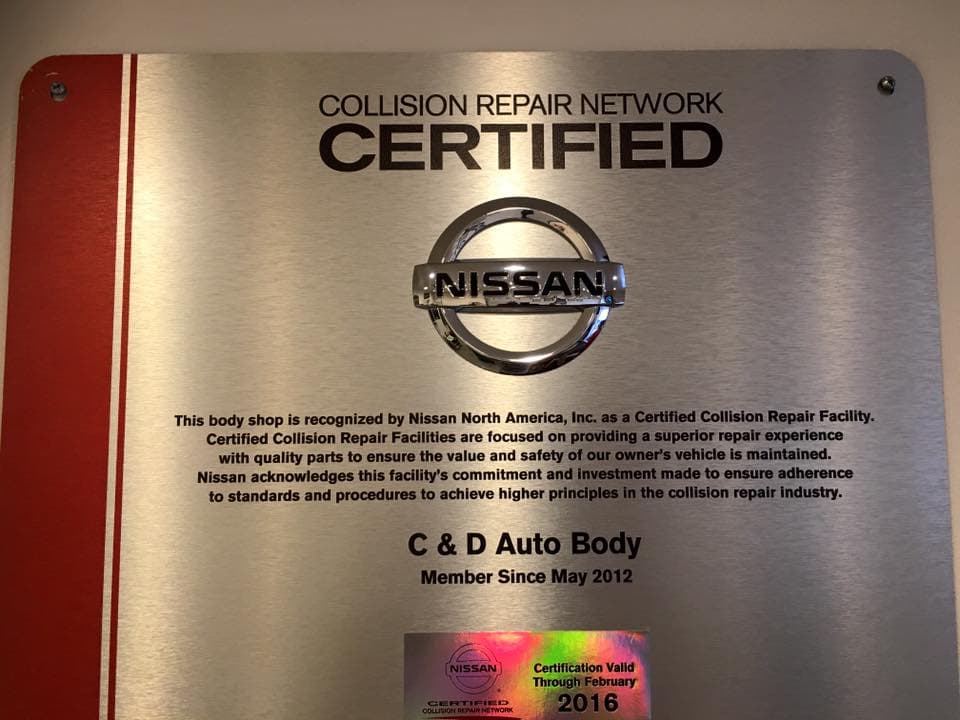 COLLISION REPAIR NETWORK
CERTIFIED
NISSAN
This body shop is recognized by Nissan North America, Inc. as a Certified Collision Repair Facility.
Certified Collision Repair Facilities are focused on providing a superior repair experience
with quality parts to ensure the value and safety of our owner's vehicle is maintained.
Nissan acknowledges this facility's commitment and investment made to ensure adherence
to standards and procedures to achieve higher principles in the collision repair industry.
C & D Auto Body
Member Since May 2012
NISSAN
CERTIFIED
COLLISION REPAIR NETWORK
Certification Valid
Through February
2016